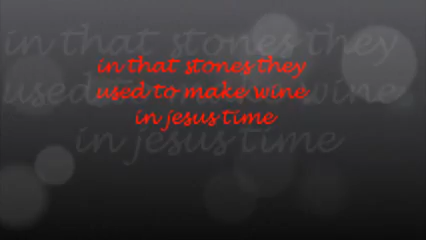 in that stones they
used to make wine
in jesus time